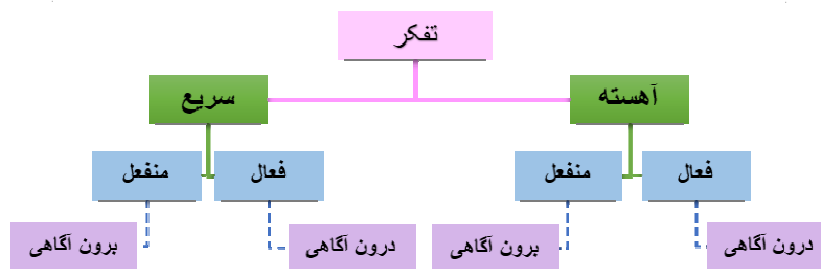 تفکر
آهسته
سریع
فعال
منفعل
فعال
منفعل
درون آگاهی
برون آگاهی
درون آگاهی
برون آگاهی